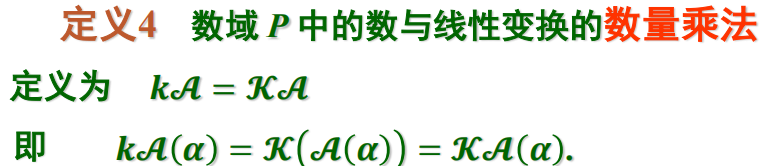 定义4 数域 P 中的数与线性变换的数量乘法
定义为 k𝒜 = 𝒦𝒜
即 k𝒜(α) = 𝒦(𝒜(α)) = 𝒦𝒜(α).